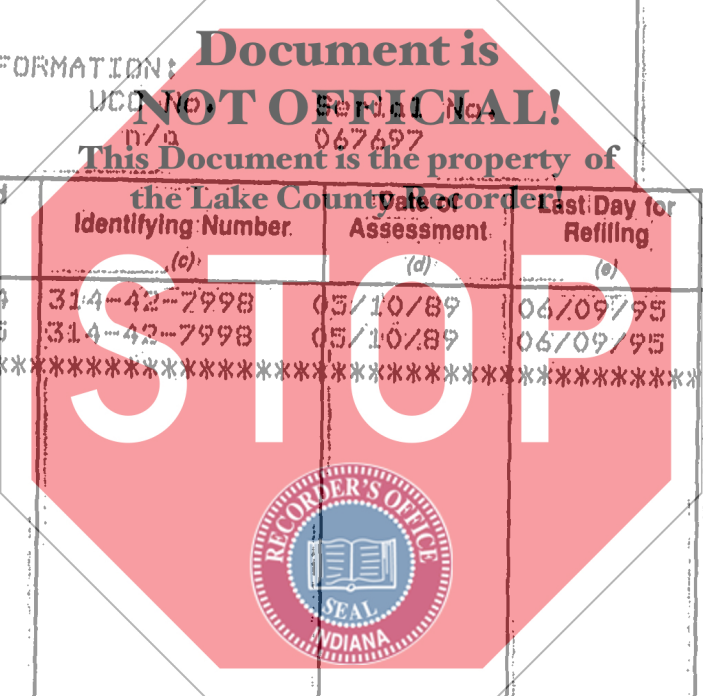 Document is
FORMATION:
NOT OFFICIAL!
UCC No. Serial No.
n/a 067697
This Document is the property of
the Lake County Recorder!
Identifying Number Date of Assessment Last Day for Refiling
(c) (d) (e)
314-42-7998 05/10/89 06/09/95
314-42-7998 05/10/89 06/09/95
STOP
RECORDER'S OFFICE
SEAL
INDIANA